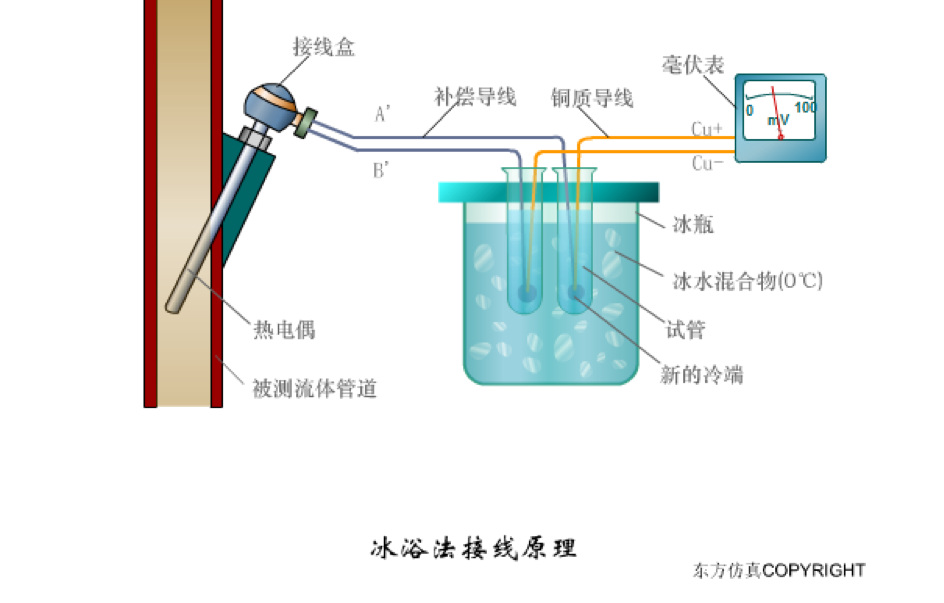 接线盒
毫伏表
补偿导线
铜质导线
A'
0
100
mV
Cu+
B'
Cu-
冰瓶
冰水混合物(0℃)
热电偶
试管
新的冷端
被测流体管道
冰浴法接线原理
东方仿真COPYRIGHT